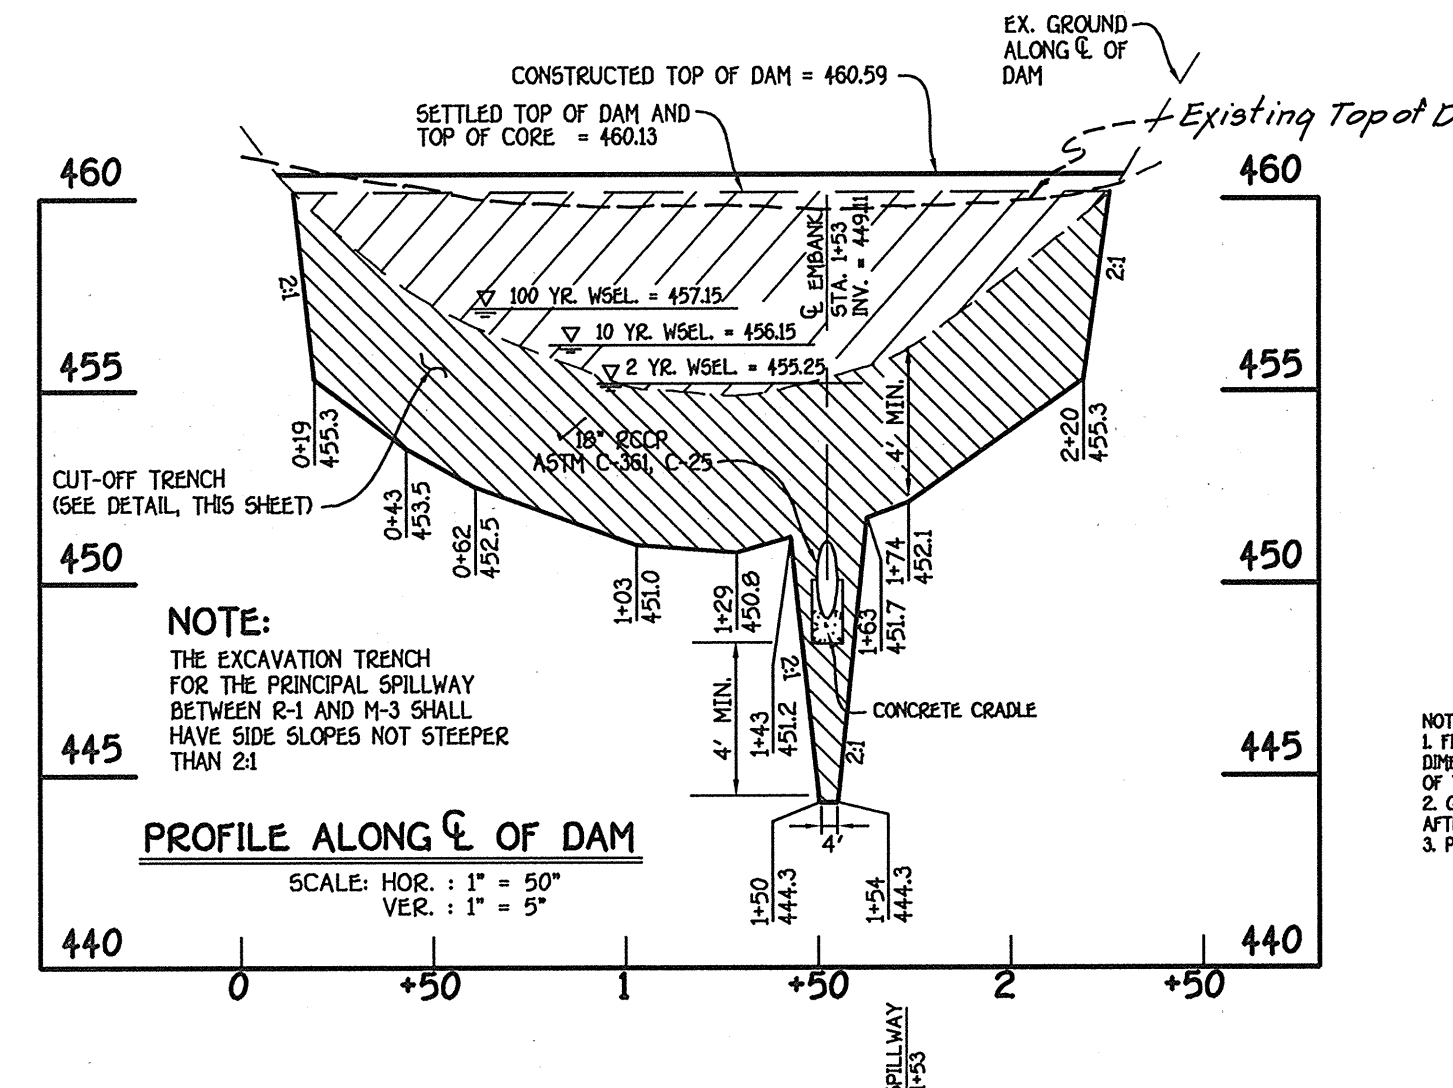 EX. GROUND
ALONG ℄ OF
DAM
CONSTRUCTED TOP OF DAM = 460.59
SETTLED TOP OF DAM AND
TOP OF CORE = 460.13
Existing Top of D
460
460
℄ EMBANK
STA. 1+53
INV. = 449.11
2:1
2:1
100 YR. WSEL. = 457.15
10 YR. WSEL. = 456.15
2 YR. WSEL. = 455.25
455
455
4' MIN.
0+19
455.3
2+20
455.3
18" RCCP
ASTM C-361, C-25
CUT-OFF TRENCH
(SEE DETAIL, THIS SHEET)
0+43
453.5
0+62
452.5
450
450
1+03
451.0
1+29
450.8
1+74
452.1
1+63
451.7
NOTE:
THE EXCAVATION TRENCH
FOR THE PRINCIPAL SPILLWAY
BETWEEN R-1 AND M-3 SHALL
HAVE SIDE SLOPES NOT STEEPER
THAN 2:1
4' MIN.
1+43
451.2
2:1
2:1
CONCRETE CRADLE
445
445
NOT
1. F
DIME
OF
2. G
AFT
3. P
PROFILE ALONG ℄ OF DAM
SCALE: HOR. : 1" = 50"
VER. : 1" = 5"
4'
1+50
444.3
1+54
444.3
440
440
0
+50
1
+50
2
+50
SPILLWAY
1+53